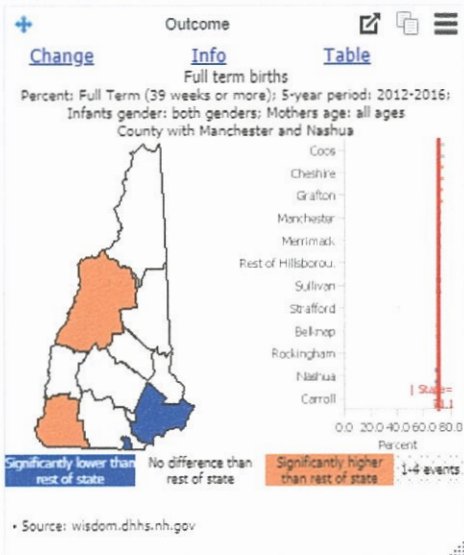 Outcome
Change Info Table
Full term births
Percent: Full Term (39 weeks or more); 5-year period: 2012-2016;
Infants gender: both genders; Mothers age: all ages
County with Manchester and Nashua
Coos
Cheshire
Grafton
Manchester
Merrimack
Rest of Hillsborou.
Sullivan
Strafford
Belknap
Rockingham
Nashua
Carroll
| State=
71.1
0.0 20.0 40.0 60.0 80.0
Percent
Significantly lower than rest of state
No difference than rest of state
Significantly higher than rest of state
1-4 events
• Source: wisdom.dhhs.nh.gov